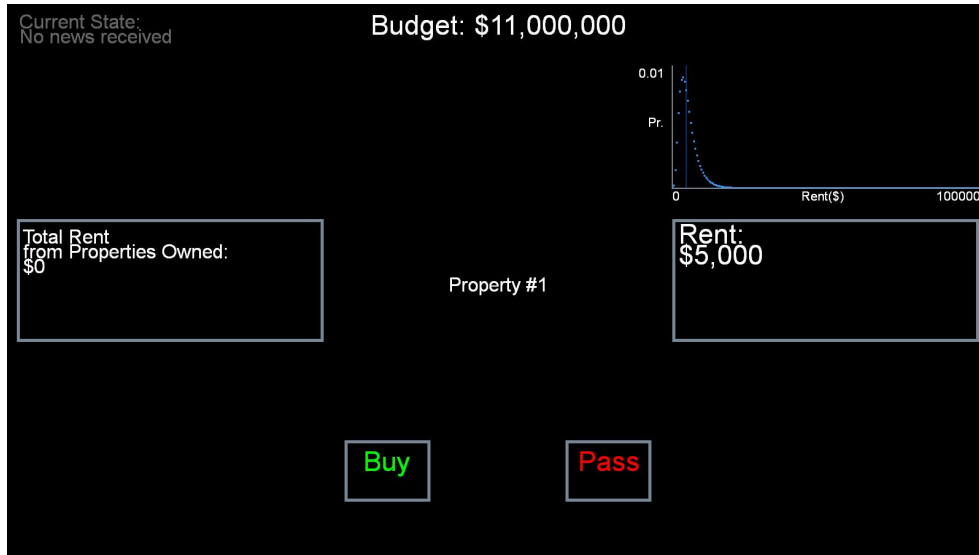 Current State:
No news received
Budget: $11,000,000
0.01
Pr.
0
Rent($)
100000
Total Rent
from Properties Owned:
$0
Rent:
$5,000
Property #1
Buy
Pass